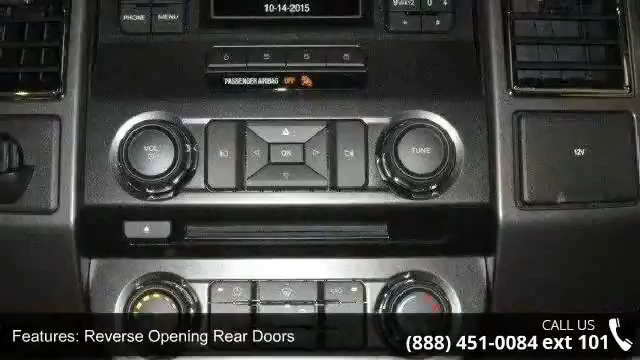 10-14-2015
PHONE
MENU
PASSENGER AIRBAG OFF
VOL
OK
TUNE
12V
Features: Reverse Opening Rear Doors
CALL US
(888) 451-0084 ext 101